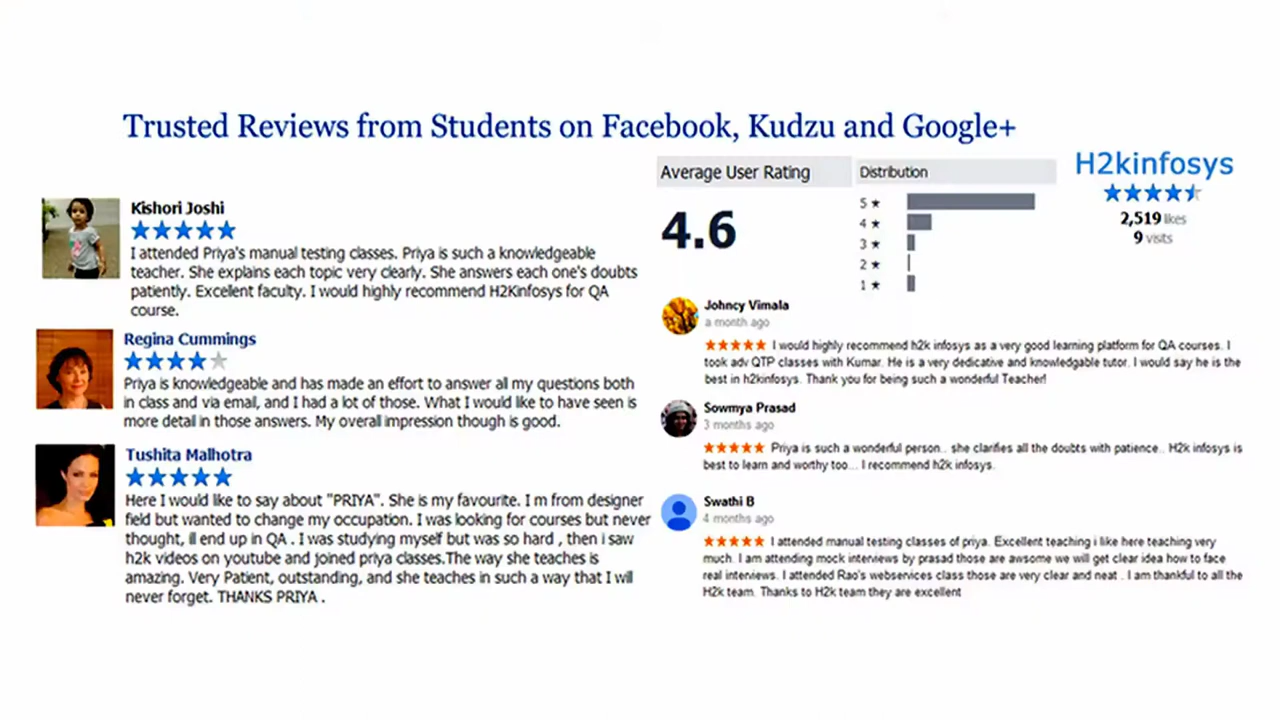 Trusted Reviews from Students on Facebook, Kudzu and Google+
Kishori Joshi
I attended Priya's manual testing classes. Priya is such a knowledgeable
teacher. She explains each topic very clearly. She answers each one's doubts
patiently. Excellent faculty. I would highly recommend H2Kinfosys for QA
course.
Regina Cummings
Priya is knowledgeable and has made an effort to answer all my questions both
in class and via email, and I had a lot of those. What I would like to have seen is
more detail in those answers. My overall impression though is good.
Tushita Malhotra
Here I would like to say about "PRIYA". She is my favourite. I m from designer
field but wanted to change my occupation. I was looking for courses but never
thought, ill end up in QA . I was studying myself but was so hard , then i saw
h2k videos on youtube and joined priya classes.The way she teaches is
amazing. Very Patient, outstanding, and she teaches in such a way that I will
never forget. THANKS PRIYA .
Average User Rating
4.6
Distribution
5 ★
4 ★
3 ★
2 ★
1 ★
H2kinfosys
2,519 likes
9 visits
Johncy Vimala
a month ago
I would highly recommend h2k infosys as a very good learning platform for QA courses. I
took adv QTP classes with Kumar. He is a very dedicative and knowledgable tutor. I would say he is the
best in h2kinfosys. Thank you for being such a wonderful Teacher!
Sowmya Prasad
3 months ago
Priya is such a wonderful person.. she clarifies all the doubts with patience.. H2k infosys is
best to learn and worthy too... I recommend h2k infosys.
Swathi B
4 months ago
I attended manual testing classes of priya. Excellent teaching i like here teaching very
much. I am attending mock interviews by prasad those are awsome we will get clear idea how to face
real interviews. I attended Rao's webservices class those are very clear and neat . I am thankful to all the
H2k team. Thanks to H2k team they are excellent